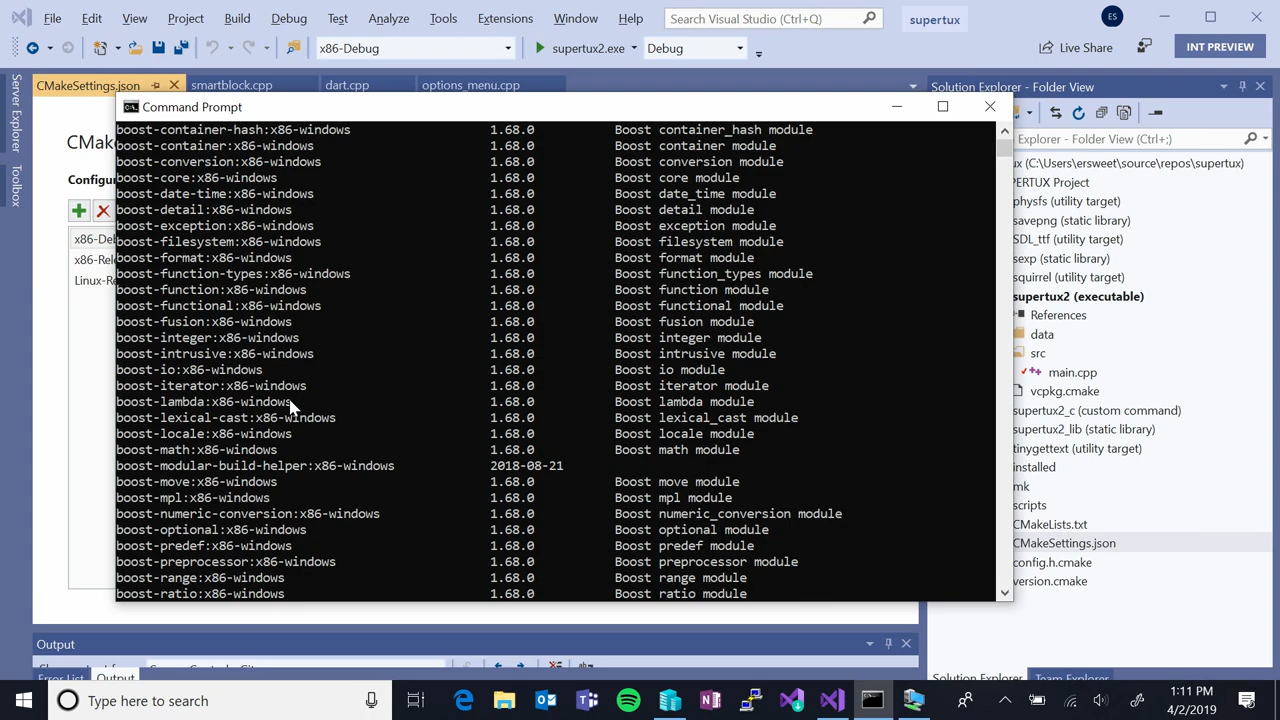 File Edit View Project Build Debug Test Analyze Tools Extensions Window Help Search Visual Studio (Ctrl+Q) supertux ES
x86-Debug supertux2.exe Debug Live Share INT PREVIEW
Server Explorer
Toolbox
CMakeSettings.json smartblock.cpp dart.cpp options_menu.cpp
CMake
Configur
x86-De
x86-Rel
Linux-R
Command Prompt
boost-container-hash:x86-windows 1.68.0 Boost container_hash module
boost-container:x86-windows 1.68.0 Boost container module
boost-conversion:x86-windows 1.68.0 Boost conversion module
boost-core:x86-windows 1.68.0 Boost core module
boost-date-time:x86-windows 1.68.0 Boost date_time module
boost-detail:x86-windows 1.68.0 Boost detail module
boost-exception:x86-windows 1.68.0 Boost exception module
boost-filesystem:x86-windows 1.68.0 Boost filesystem module
boost-format:x86-windows 1.68.0 Boost format module
boost-function-types:x86-windows 1.68.0 Boost function_types module
boost-function:x86-windows 1.68.0 Boost function module
boost-functional:x86-windows 1.68.0 Boost functional module
boost-fusion:x86-windows 1.68.0 Boost fusion module
boost-integer:x86-windows 1.68.0 Boost integer module
boost-intrusive:x86-windows 1.68.0 Boost intrusive module
boost-io:x86-windows 1.68.0 Boost io module
boost-iterator:x86-windows 1.68.0 Boost iterator module
boost-lambda:x86-windows 1.68.0 Boost lambda module
boost-lexical-cast:x86-windows 1.68.0 Boost lexical_cast module
boost-locale:x86-windows 1.68.0 Boost locale module
boost-math:x86-windows 1.68.0 Boost math module
boost-modular-build-helper:x86-windows 2018-08-21
boost-move:x86-windows 1.68.0 Boost move module
boost-mpl:x86-windows 1.68.0 Boost mpl module
boost-numeric-conversion:x86-windows 1.68.0 Boost numeric_conversion module
boost-optional:x86-windows 1.68.0 Boost optional module
boost-predef:x86-windows 1.68.0 Boost predef module
boost-preprocessor:x86-windows 1.68.0 Boost preprocessor module
boost-range:x86-windows 1.68.0 Boost range module
boost-ratio:x86-windows 1.68.0 Boost ratio module
Solution Explorer - Folder View
Explorer - Folder View (Ctrl+;)
ux (C:\Users\ersweet\source\repos\supertux)
PERTUX Project
physfs (utility target)
savepng (static library)
SDL_ttf (utility target)
sexp (static library)
squirrel (utility target)
supertux2 (executable)
References
data
src
main.cpp
vcpkg.cmake
supertux2_c (custom command)
supertux2_lib (static library)
tinygettext (utility target)
installed
mk
scripts
CMakeLists.txt
CMakeSettings.json
config.h.cmake
version.cmake
Output
Error List Output
Solution Explorer Team Explorer
Type here to search
1:11 PM
4/2/2019